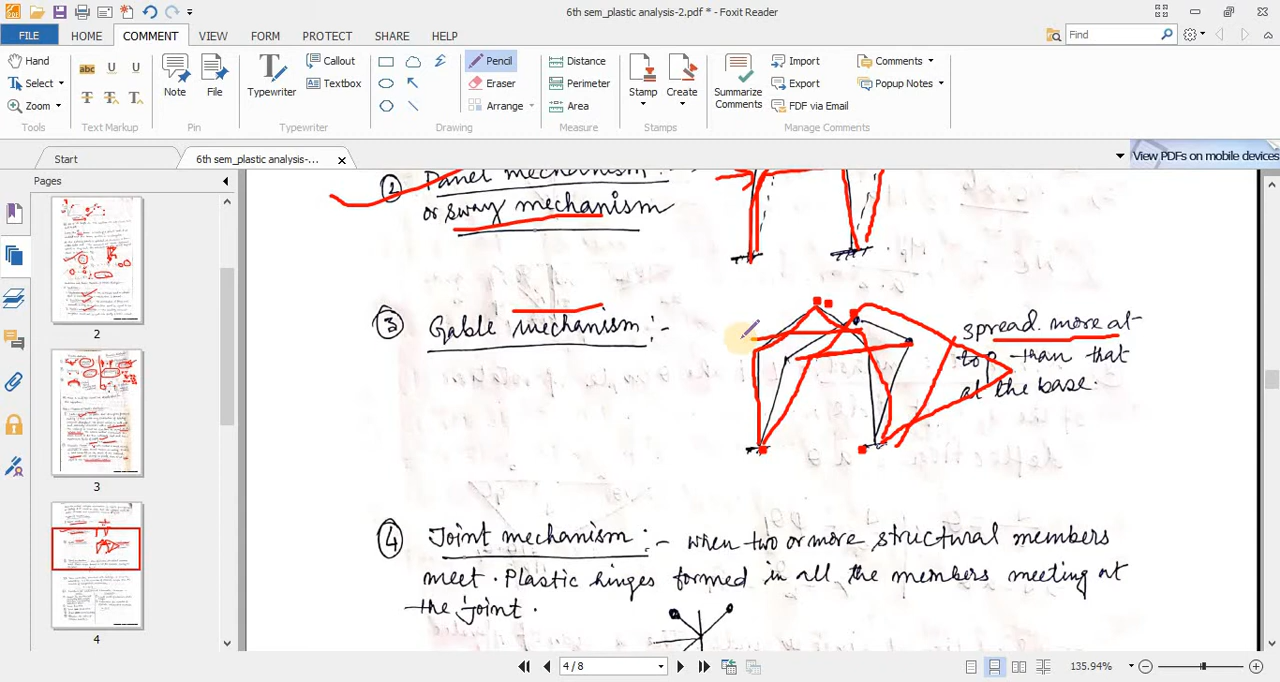 6th sem_plastic analysis-2.pdf * - Foxit Reader
FILE HOME COMMENT VIEW FORM PROTECT SHARE HELP
Find
Hand
Select
Zoom
Tools
abc U U
T T T
Text Markup
Note File
Pin
Typewriter
Callout
Textbox
Typewriter
Pencil
Eraser
Arrange
Drawing
Distance
Perimeter
Area
Measure
Stamp Create
Stamps
Summarize Comments
Import
Export
FDF via Email
Comments
Popup Notes
Manage Comments
Start
6th sem_plastic analysis-...
View PDFs on mobile devices
Pages
2
3
4
② Panel mechanism :-
or sway mechanism
③ Gable mechanism :-
spread more at
top than that
at the base.
④ Joint mechanism :- when two or more structural members
meet. Plastic hinges formed in all the members meeting at
the joint.
4 / 8
135.94%